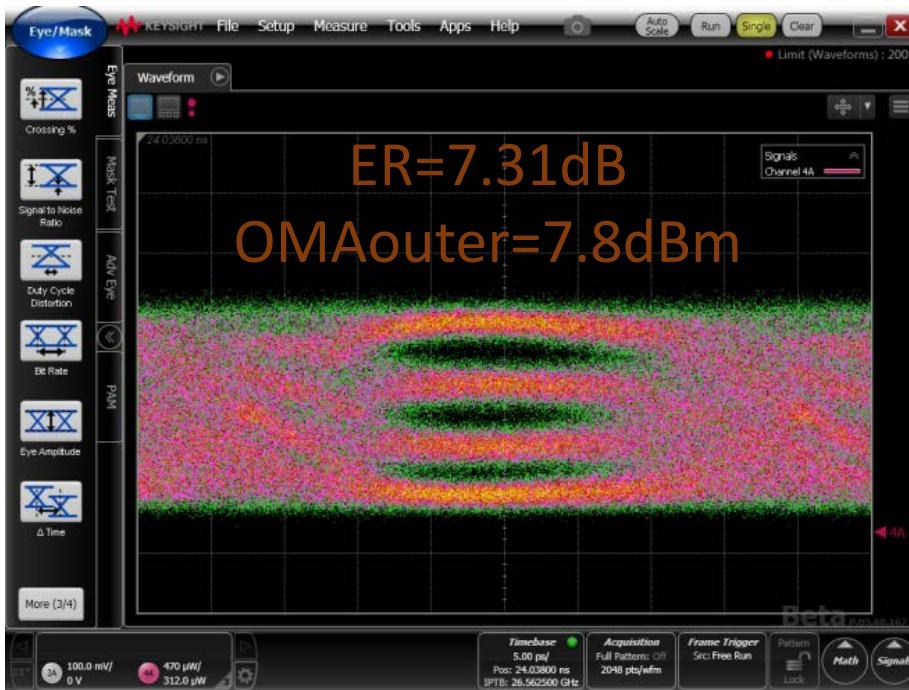 Eye/Mask
KEYSIGHT File Setup Measure Tools Apps Help
Auto Scale
Run
Single
Clear
Limit (Waveforms) : 200
Waveform
Eye Meas
Mask Test
Adv Eye
PAM
%
Crossing %
Signal to Noise
Ratio
Duty Cycle
Distortion
Bit Rate
Eye Amplitude
Δ Time
More (3/4)
24.03800 ns
ER=7.31dB
OMAouter=7.8dBm
Signals
Channel 4A
4A
Beta
3A
100.0 mV/
0 V
4A
470 µW/
312.0 µW
Timebase
5.00 ps/
Pos: 24.03800 ns
IPTB: 26.562500 GHz
Acquisition
Full Pattern: Off
2048 pts/wfm
Frame Trigger
Src: Free Run
Pattern
Lock
Math
Signals